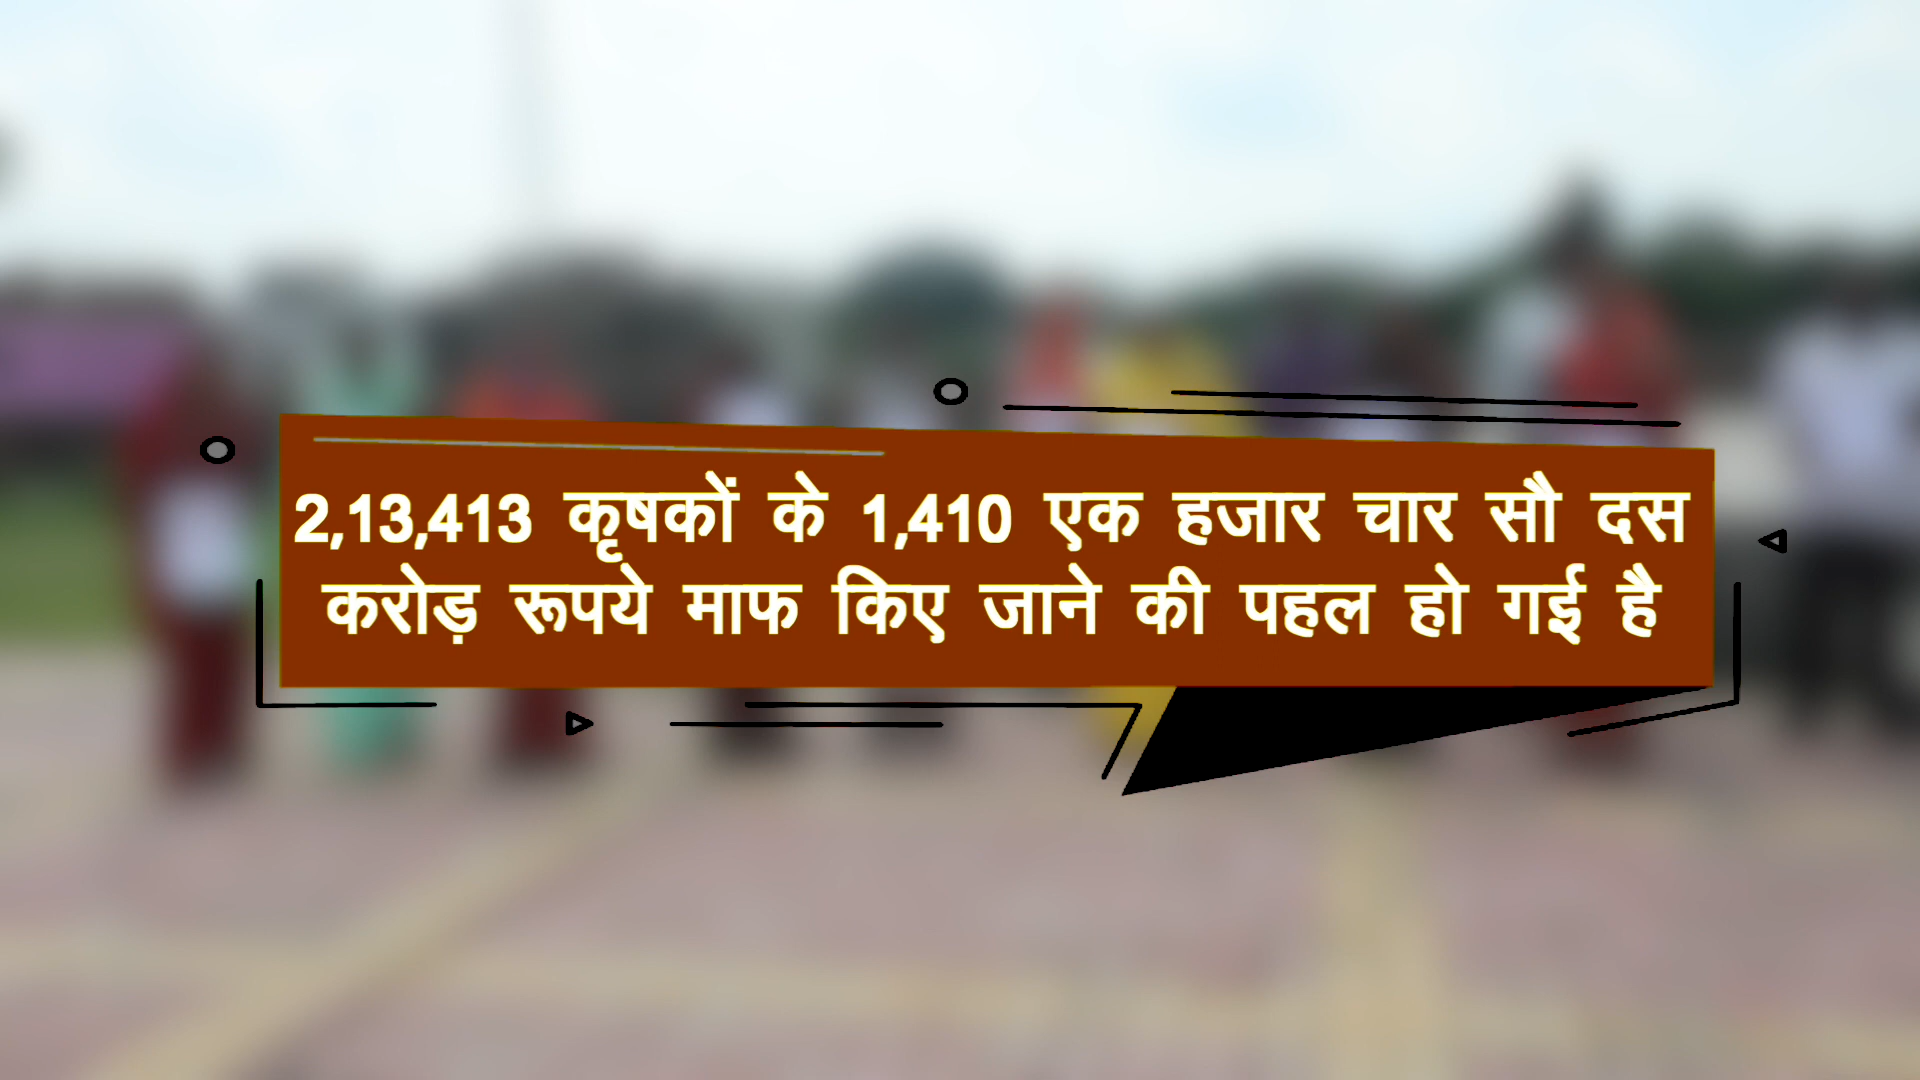 2,13,413 कृषकों के 1,410 एक हजार चार सौ दस
करोड़ रूपये माफ किए जाने की पहल हो गई है